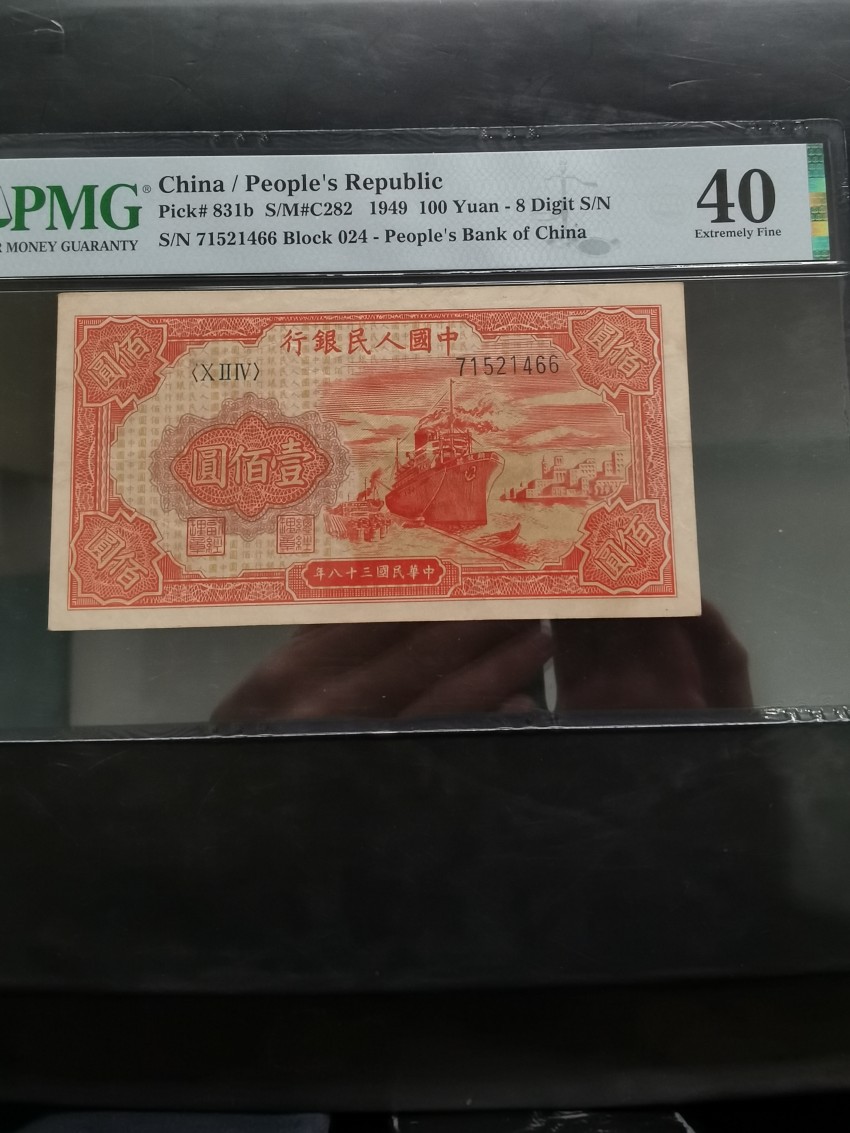 PMG®
MONEY GUARANTY
China / People's Republic
Pick# 831b S/M#C282 1949 100 Yuan - 8 Digit S/N
S/N 71521466 Block 024 - People's Bank of China
40
Extremely Fine
行銀民人國中
〈X II IV〉
71521466
圓佰
圓佰
圓佰壹
圓佰
圓佰
年八十三國民華中